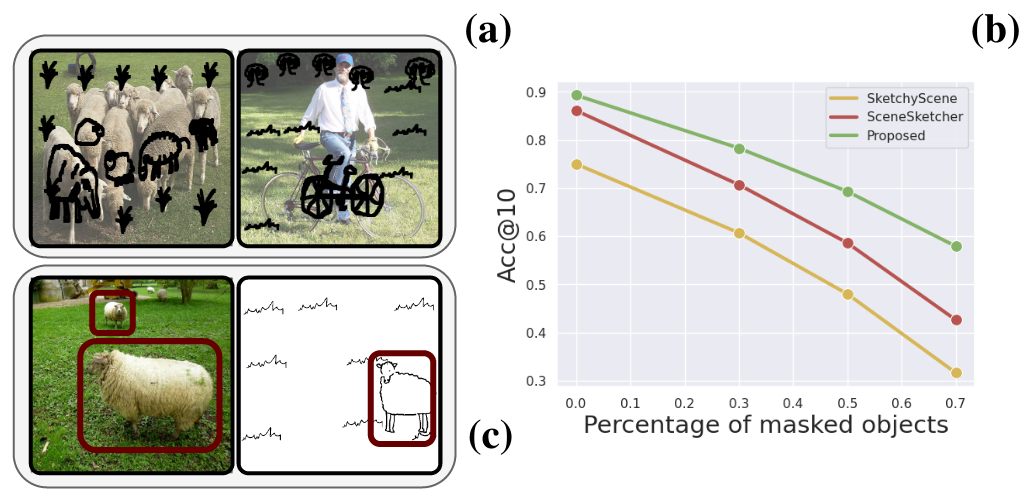 (a)
(b)
0.9
0.8
0.7
0.6
0.5
0.4
0.3
Acc@10
SketchyScene
SceneSketcher
Proposed
0.0 0.1 0.2 0.3 0.4 0.5 0.6 0.7
Percentage of masked objects
(c)